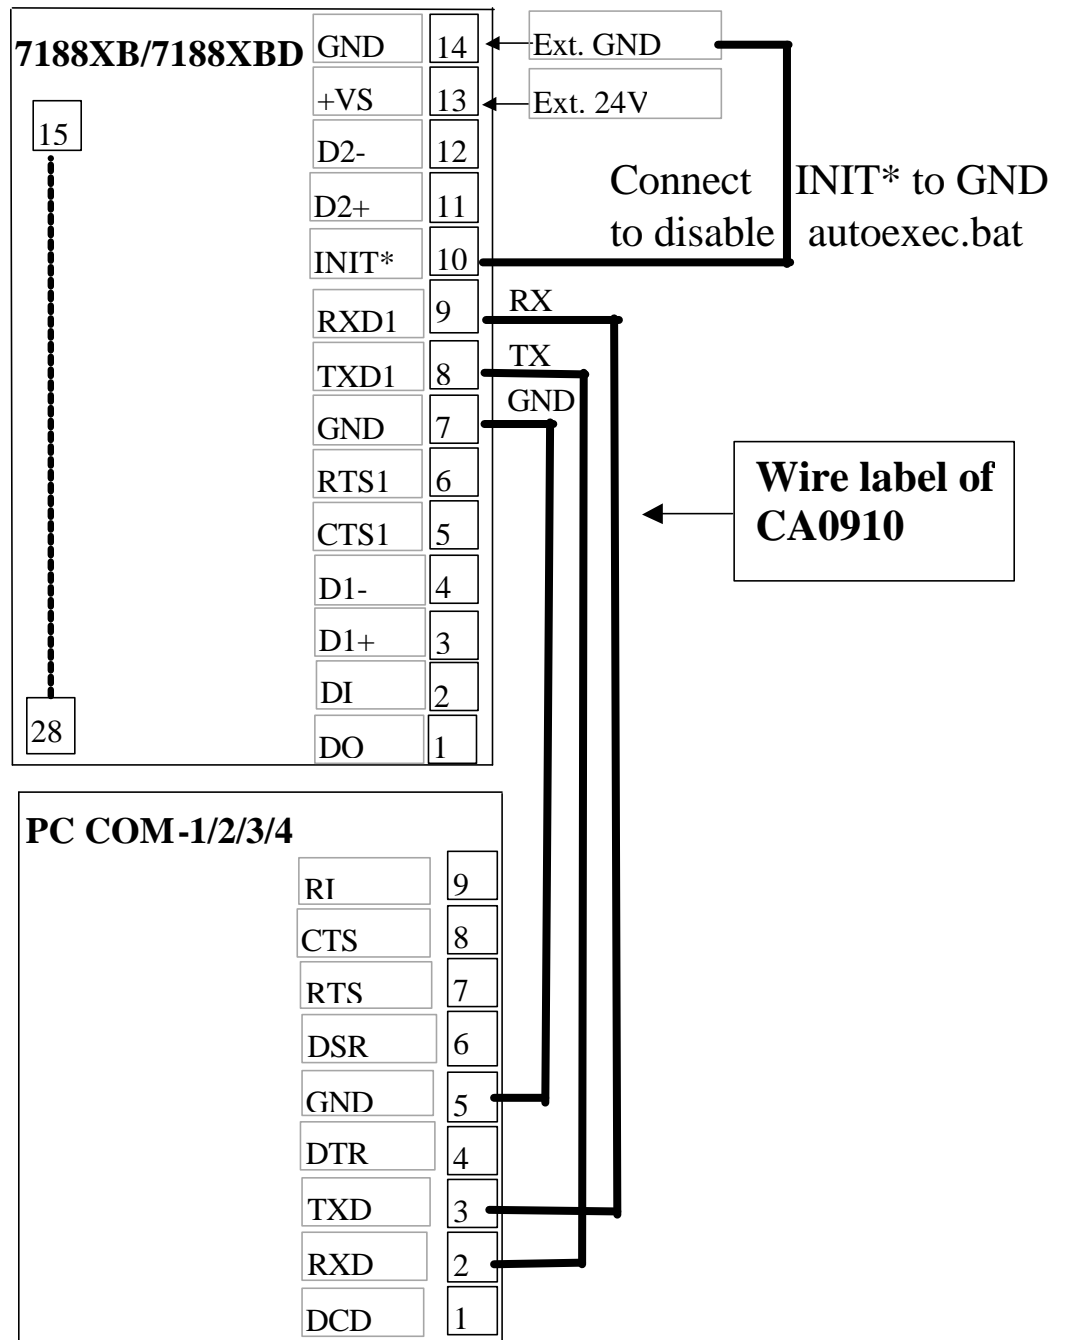 7188XB/7188XBD
GND 14 Ext. GND
+VS 13 Ext. 24V
15
D2- 12
Connect INIT* to GND
D2+ 11
to disable autoexec.bat
INIT* 10
RXD1 9 RX
TXD1 8 TX
GND 7 GND
RTS1 6
Wire label of
CA0910
CTS1 5
D1- 4
D1+ 3
DI 2
28
DO 1
PC COM-1/2/3/4
RI 9
CTS 8
RTS 7
DSR 6
GND 5
DTR 4
TXD 3
RXD 2
DCD 1